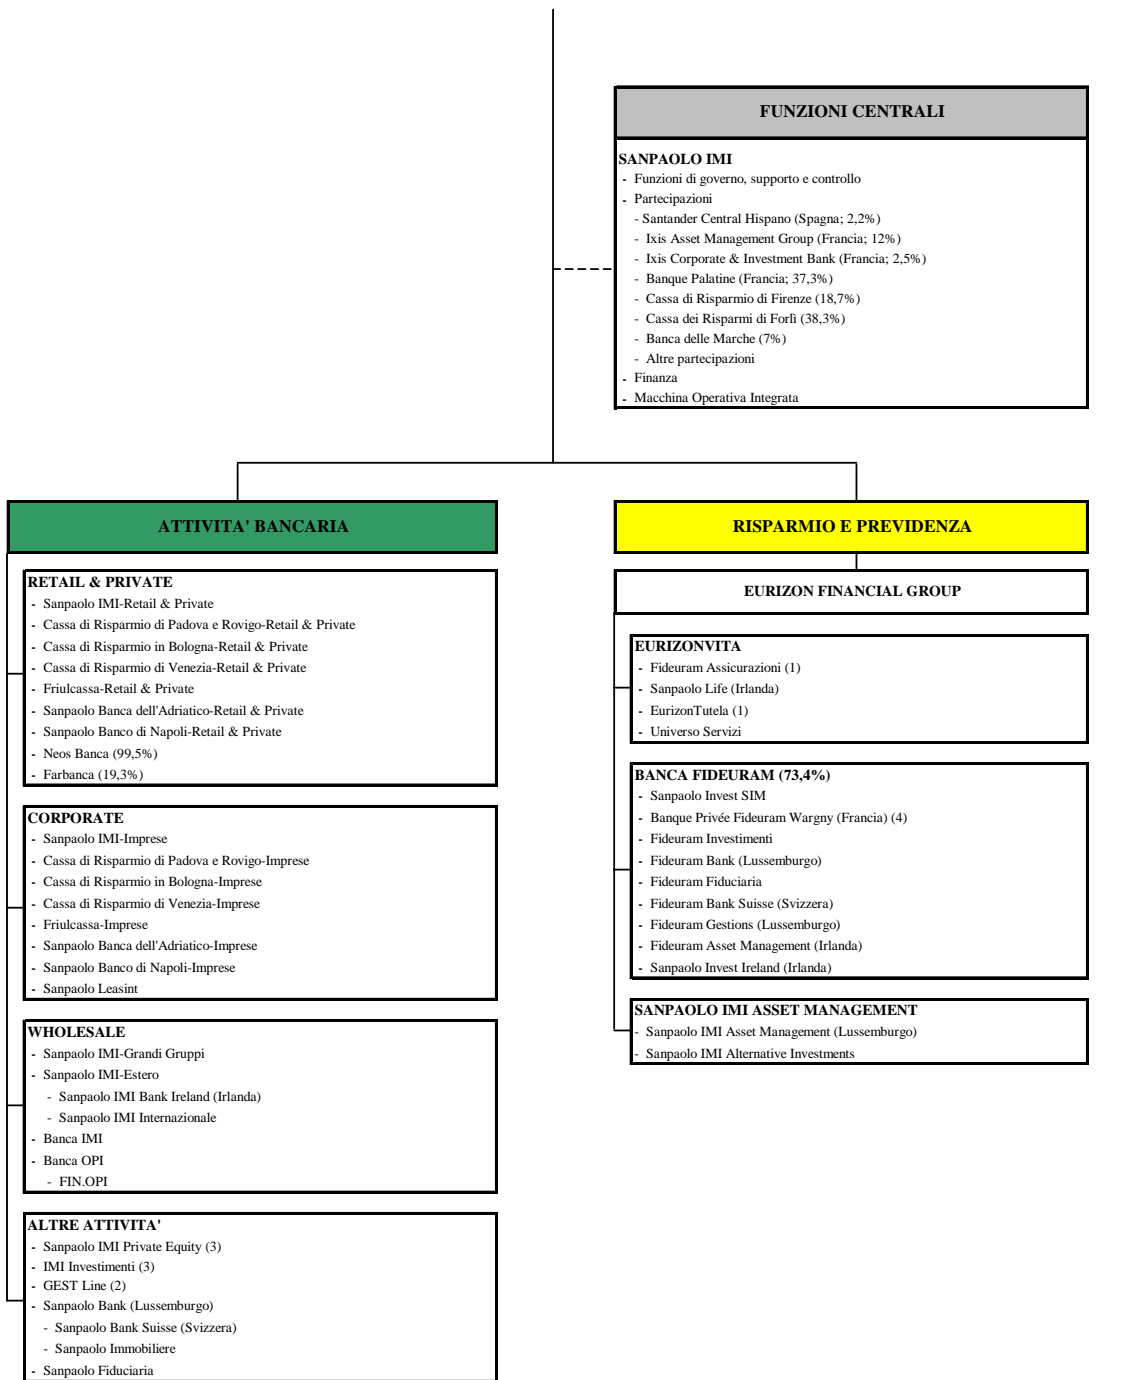 FUNZIONI CENTRALI
SANPAOLO IMI
- Funzioni di governo, supporto e controllo
- Partecipazioni
- Santander Central Hispano (Spagna; 2,2%)
- Ixis Asset Management Group (Francia; 12%)
- Ixis Corporate & Investment Bank (Francia; 2,5%)
- Banque Palatine (Francia; 37,3%)
- Cassa di Risparmio di Firenze (18,7%)
- Cassa dei Risparmi di Forlì (38,3%)
- Banca delle Marche (7%)
- Altre partecipazioni
- Finanza
- Macchina Operativa Integrata
ATTIVITA' BANCARIA
RETAIL & PRIVATE
- Sanpaolo IMI-Retail & Private
- Cassa di Risparmio di Padova e Rovigo-Retail & Private
- Cassa di Risparmio in Bologna-Retail & Private
- Cassa di Risparmio di Venezia-Retail & Private
- Friulcassa-Retail & Private
- Sanpaolo Banca dell'Adriatico-Retail & Private
- Sanpaolo Banco di Napoli-Retail & Private
- Neos Banca (99,5%)
- Farbanca (19,3%)
CORPORATE
- Sanpaolo IMI-Imprese
- Cassa di Risparmio di Padova e Rovigo-Imprese
- Cassa di Risparmio in Bologna-Imprese
- Cassa di Risparmio di Venezia-Imprese
- Friulcassa-Imprese
- Sanpaolo Banca dell'Adriatico-Imprese
- Sanpaolo Banco di Napoli-Imprese
- Sanpaolo Leasint
WHOLESALE
- Sanpaolo IMI-Grandi Gruppi
- Sanpaolo IMI-Estero
- Sanpaolo IMI Bank Ireland (Irlanda)
- Sanpaolo IMI Internazionale
- Banca IMI
- Banca OPI
- FIN.OPI
ALTRE ATTIVITA'
- Sanpaolo IMI Private Equity (3)
- IMI Investimenti (3)
- GEST Line (2)
- Sanpaolo Bank (Lussemburgo)
- Sanpaolo Bank Suisse (Svizzera)
- Sanpaolo Immobiliere
- Sanpaolo Fiduciaria
RISPARMIO E PREVIDENZA
EURIZON FINANCIAL GROUP
EURIZONVITA
- Fideuram Assicurazioni (1)
- Sanpaolo Life (Irlanda)
- EurizonTutela (1)
- Universo Servizi
BANCA FIDEURAM (73,4%)
- Sanpaolo Invest SIM
- Banque Privée Fideuram Wargny (Francia) (4)
- Fideuram Investimenti
- Fideuram Bank (Lussemburgo)
- Fideuram Fiduciaria
- Fideuram Bank Suisse (Svizzera)
- Fideuram Gestions (Lussemburgo)
- Fideuram Asset Management (Irlanda)
- Sanpaolo Invest Ireland (Irlanda)
SANPAOLO IMI ASSET MANAGEMENT
- Sanpaolo IMI Asset Management (Lussemburgo)
- Sanpaolo IMI Alternative Investments